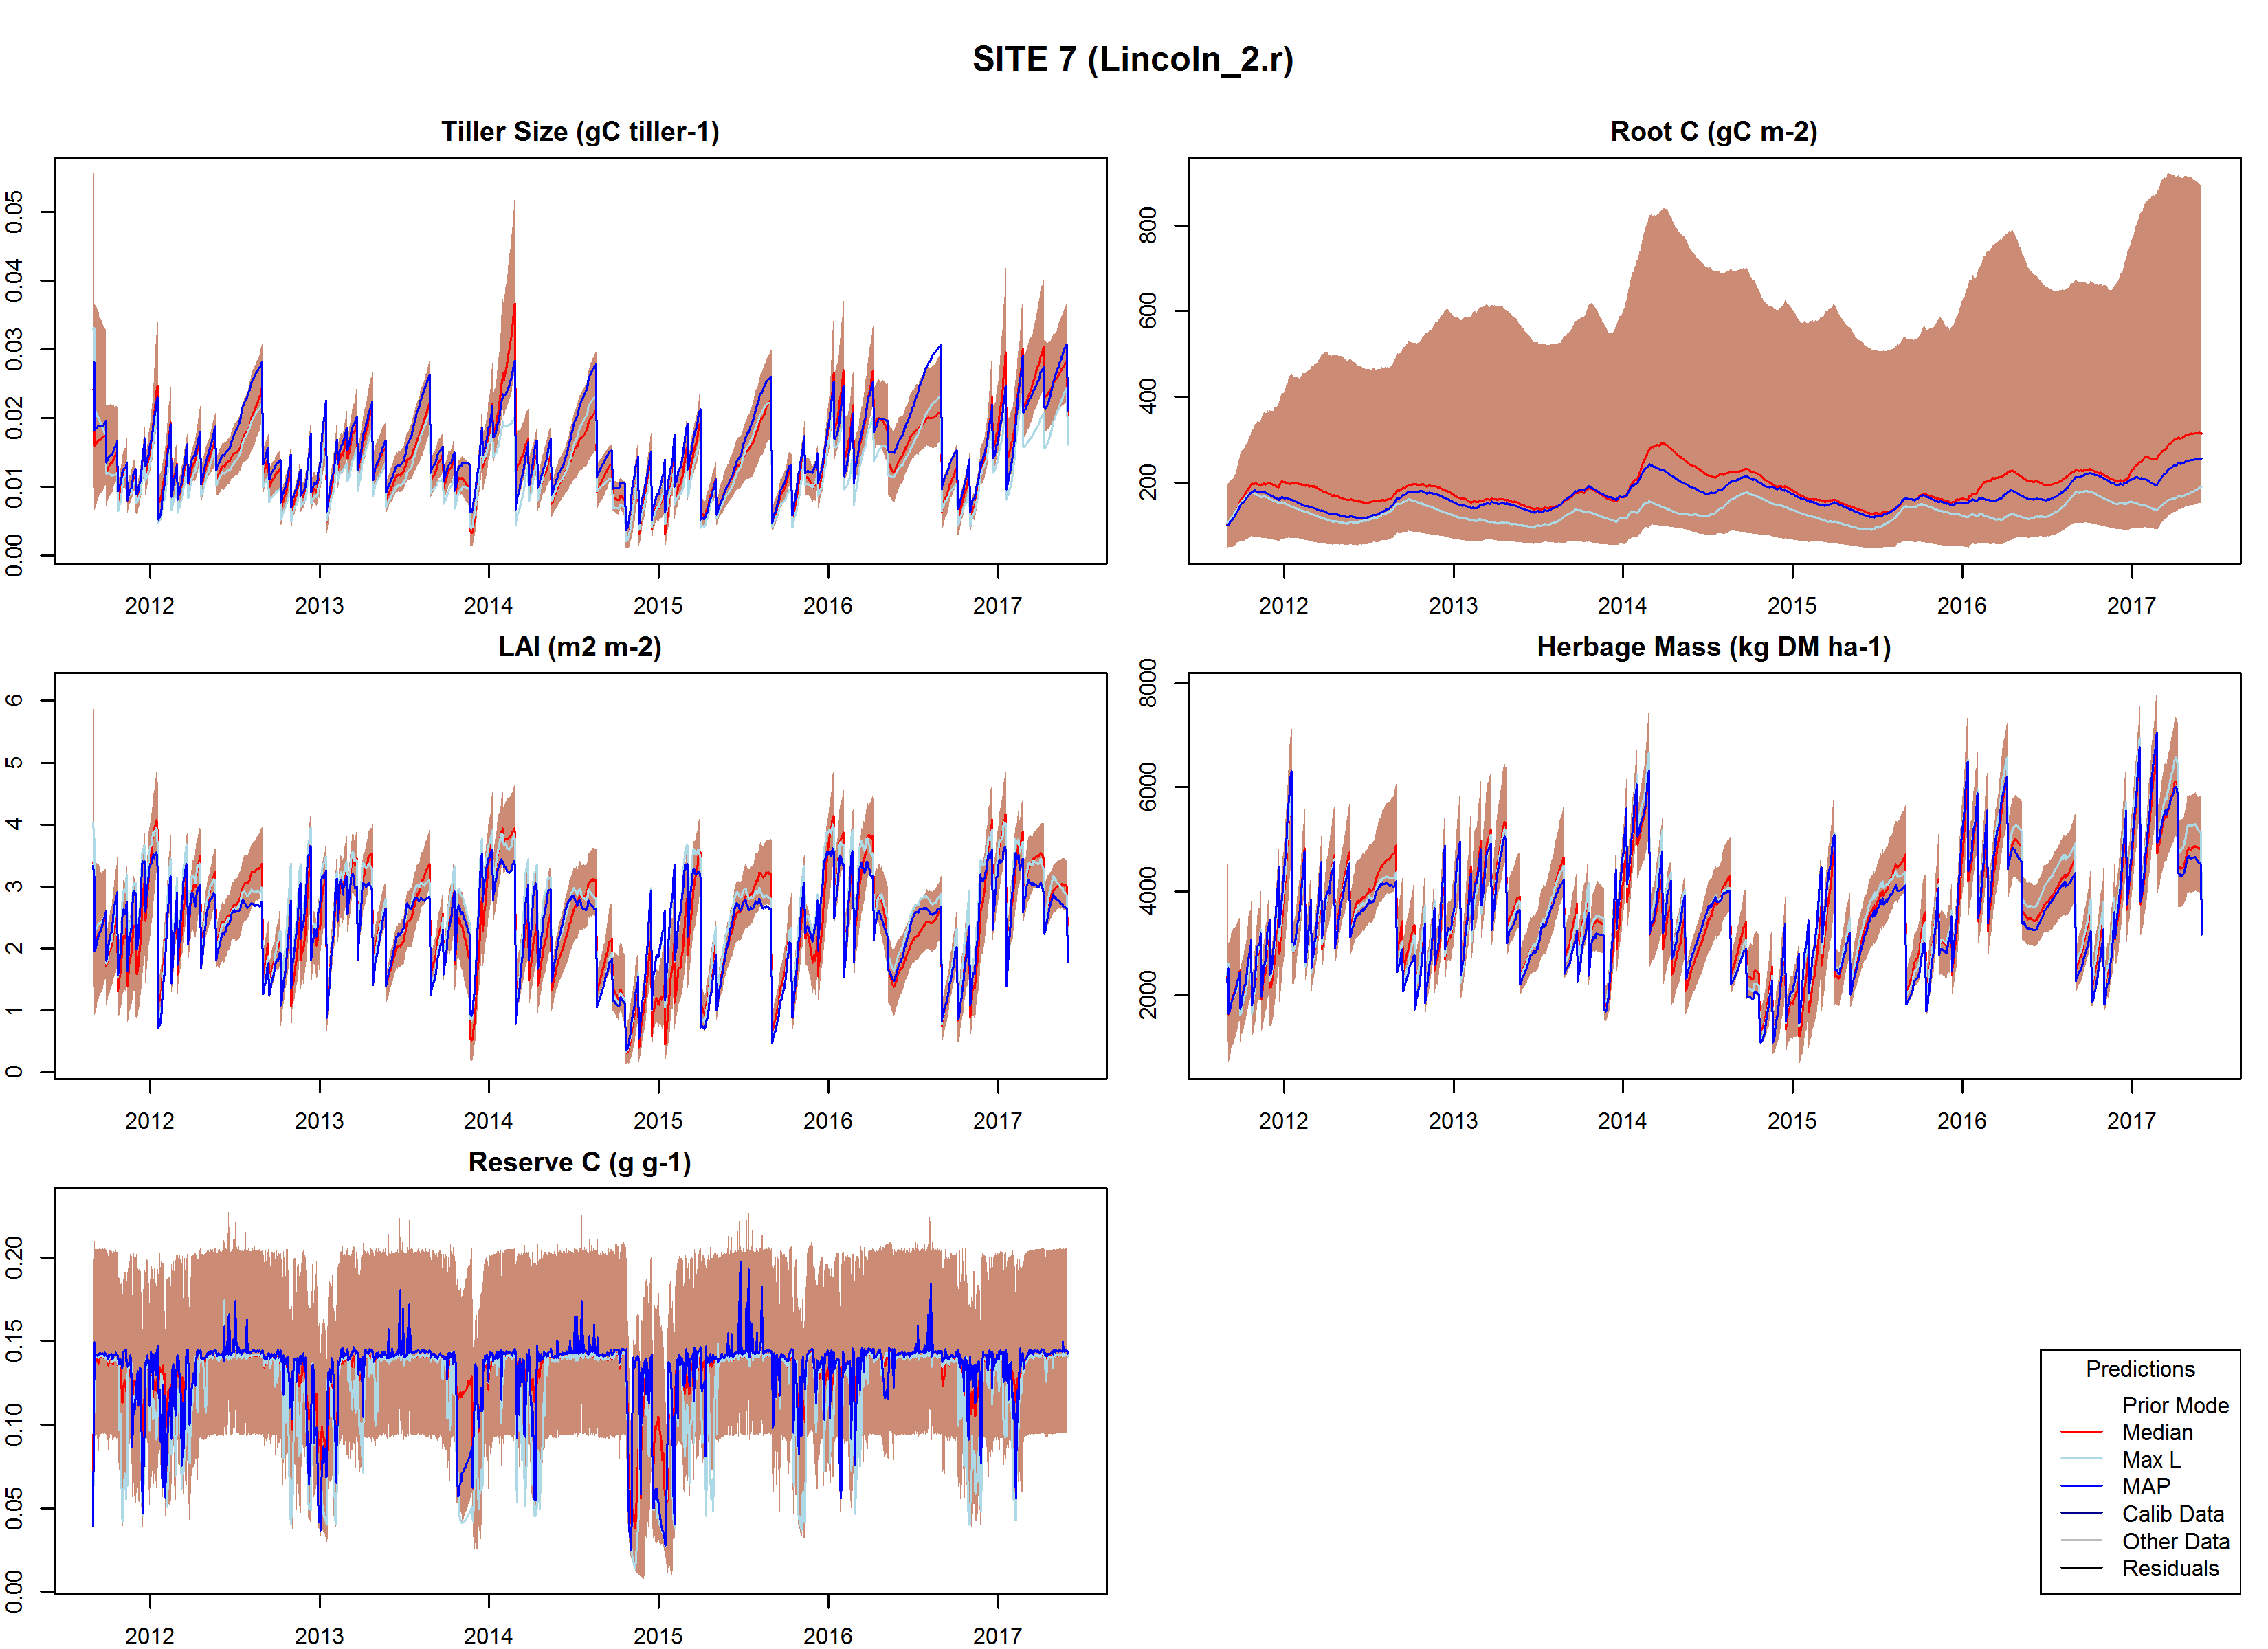 SITE 7 (Lincoln_2.r)
Tiller Size (gC tiller-1)
0.00 0.01 0.02 0.03 0.04 0.05
2012 2013 2014 2015 2016 2017
Root C (gC m-2)
200 400 600 800
2012 2013 2014 2015 2016 2017
LAI (m2 m-2)
0 1 2 3 4 5 6
2012 2013 2014 2015 2016 2017
Herbage Mass (kg DM ha-1)
2000 4000 6000 8000
2012 2013 2014 2015 2016 2017
Reserve C (g g-1)
0.00 0.05 0.10 0.15 0.20
2012 2013 2014 2015 2016 2017
Predictions
Prior Mode
Median
Max L
MAP
Calib Data
Other Data
Residuals